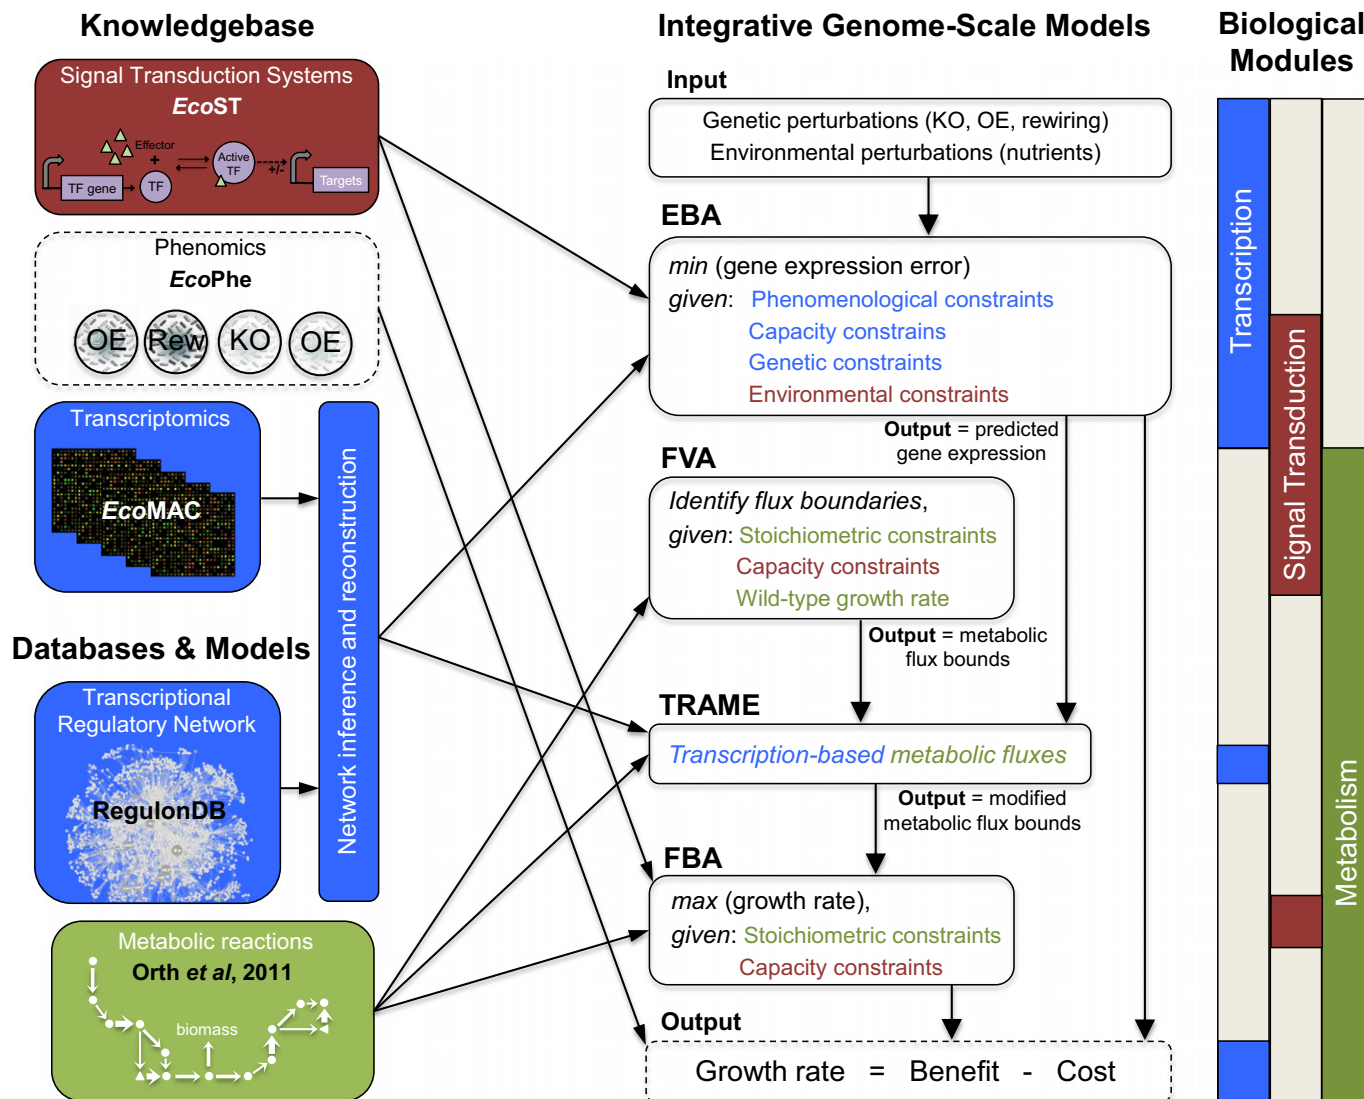 Knowledgebase
Signal Transduction Systems
EcoST
Effector
+
TF gene
TF
Active
TF
+/-
Targets
Phenomics
EcoPhe
OE
Rew
KO
OE
Transcriptomics
EcoMAC
Network inference and reconstruction
Databases & Models
Transcriptional
Regulatory Network
RegulonDB
Metabolic reactions
Orth et al, 2011
biomass
Integrative Genome-Scale Models
Input
Genetic perturbations (KO, OE, rewiring)
Environmental perturbations (nutrients)
EBA
min (gene expression error)
given: Phenomenological constraints
Capacity constrains
Genetic constraints
Environmental constraints
Output = predicted
gene expression
FVA
Identify flux boundaries,
given: Stoichiometric constraints
Capacity constraints
Wild-type growth rate
Output = metabolic
flux bounds
TRAME
Transcription-based metabolic fluxes
Output = modified
metabolic flux bounds
FBA
max (growth rate),
given: Stoichiometric constraints
Capacity constraints
Output
Growth rate = Benefit - Cost
Biological
Modules
Transcription
Signal Transduction
Metabolism